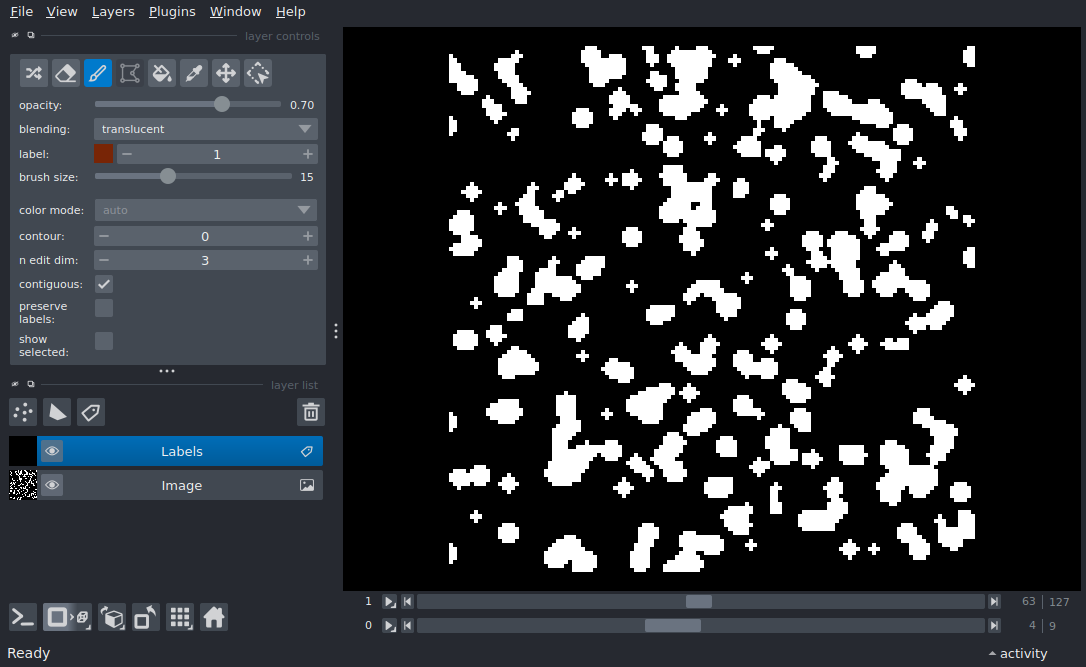 File View Layers Plugins Window Help
layer controls
opacity: 0.70
blending: translucent
label: 1
brush size: 15
color mode: auto
contour: 0
n edit dim: 3
contiguous:
preserve
labels:
show
selected:
layer list
Labels
Image
1 63 | 127
0 4 | 9
Ready activity